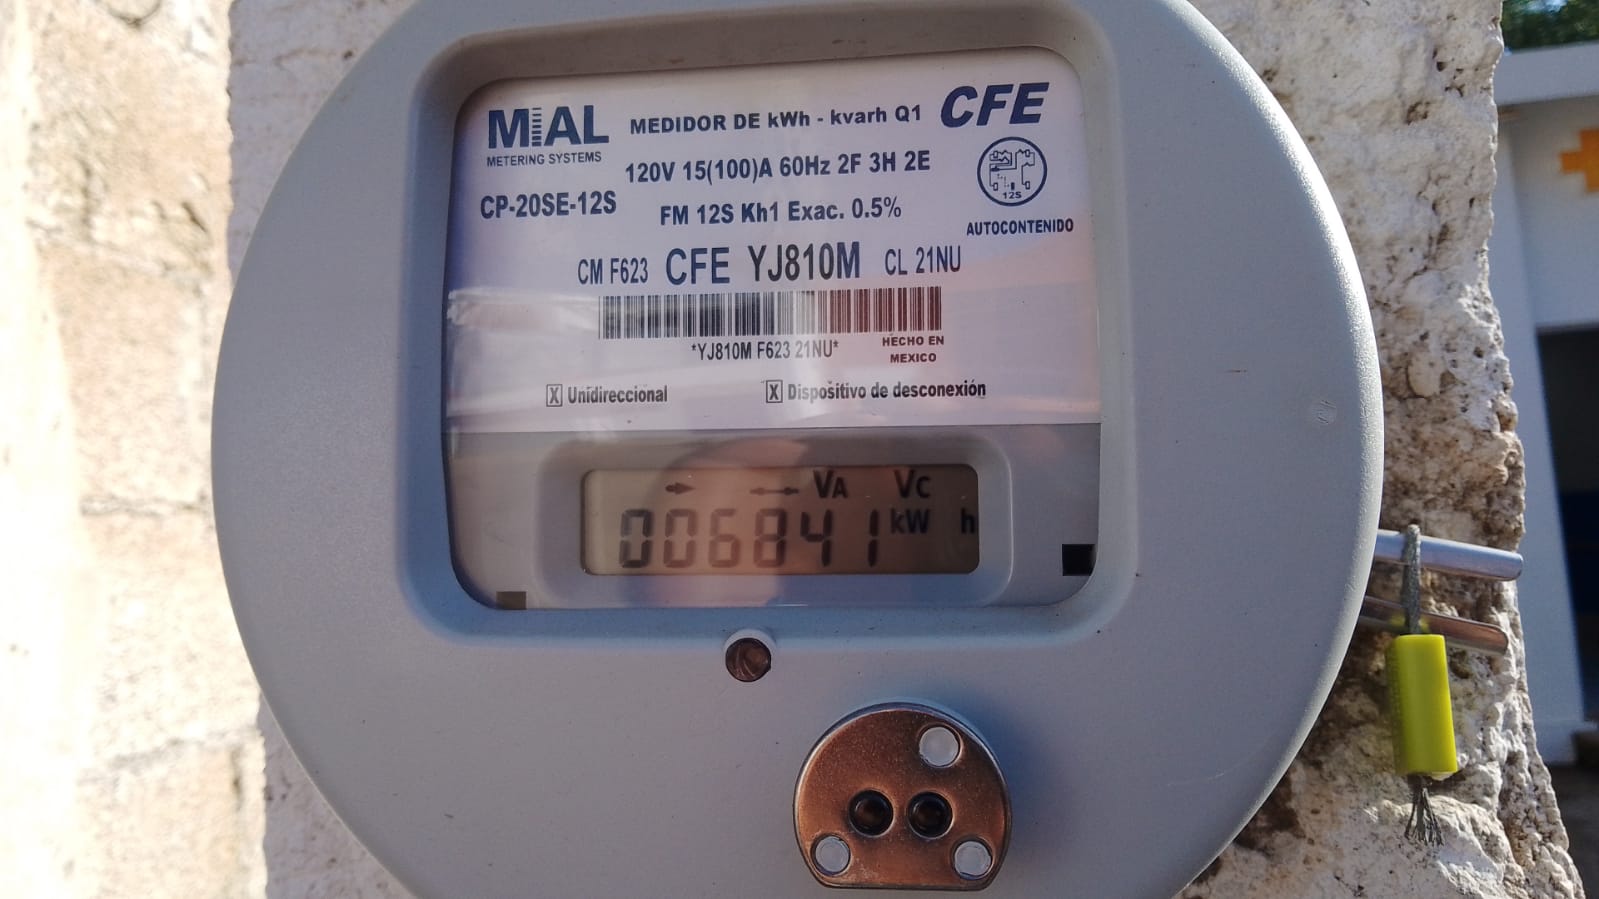 MIAL
METERING SYSTEMS
MEDIDOR DE kWh - kvarh Q1
CFE
120V 15(100)A 60Hz 2F 3H 2E
CP-20SE-12S
FM 12S Kh1 Exac. 0.5%
12S
AUTOCONTENIDO
CM F623 CFE YJ810M CL 21NU
*YJ810M F623 21NU*
HECHO EN
MEXICO
X Unidireccional
X Dispositivo de desconexión
VA VC
006841 kW h